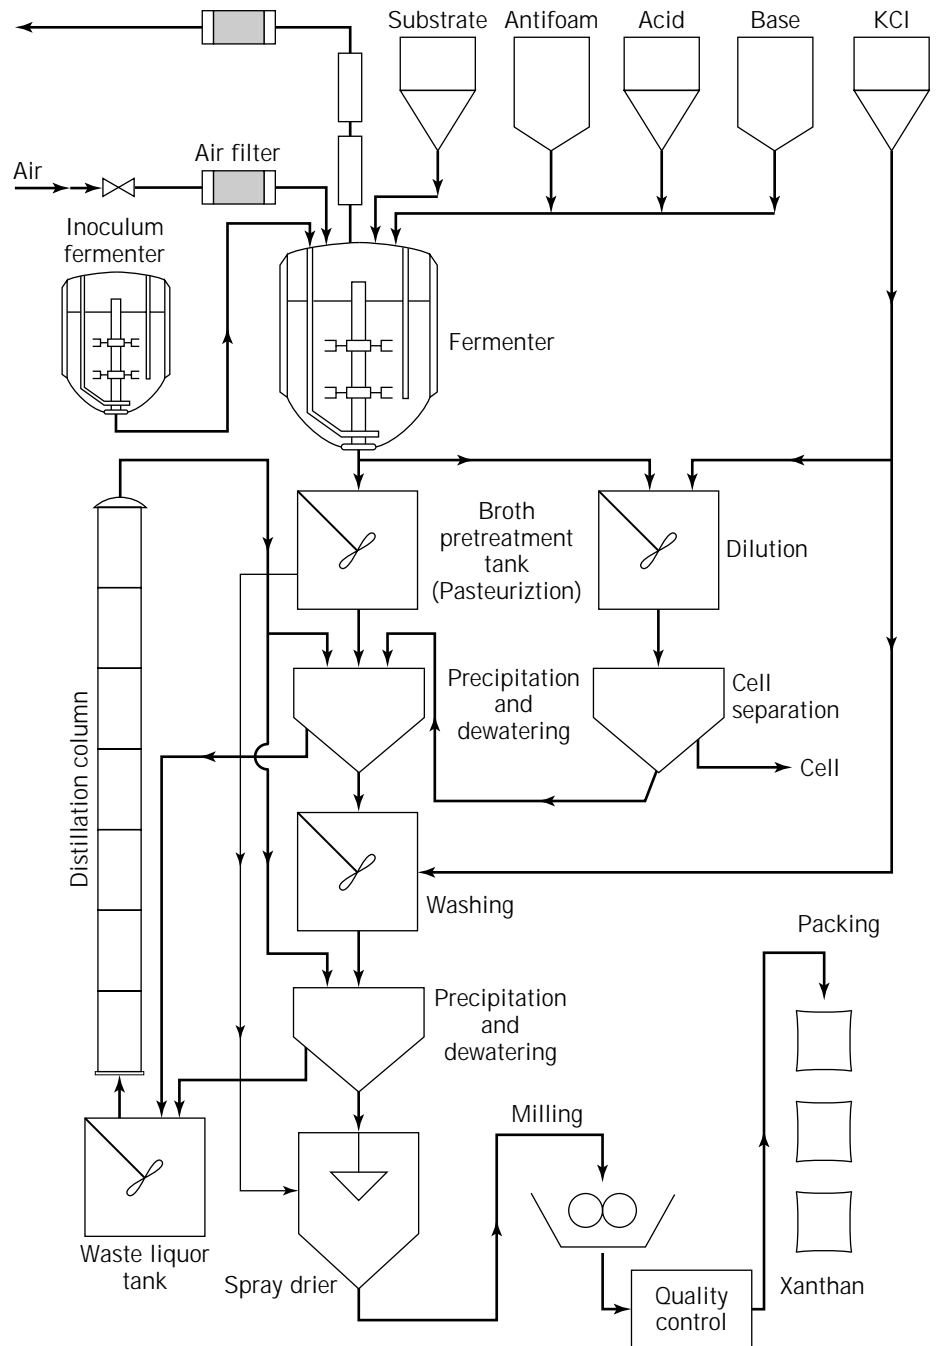 Substrate
Antifoam
Acid
Base
KCl
Air filter
Air
Inoculum
fermenter
Fermenter
Broth
pretreatment
tank
(Pasteuriztion)
Dilution
Precipitation
and
dewatering
Cell
separation
Cell
Distillation column
Washing
Packing
Precipitation
and
dewatering
Milling
Waste liquor
tank
Spray drier
Quality
control
Xanthan